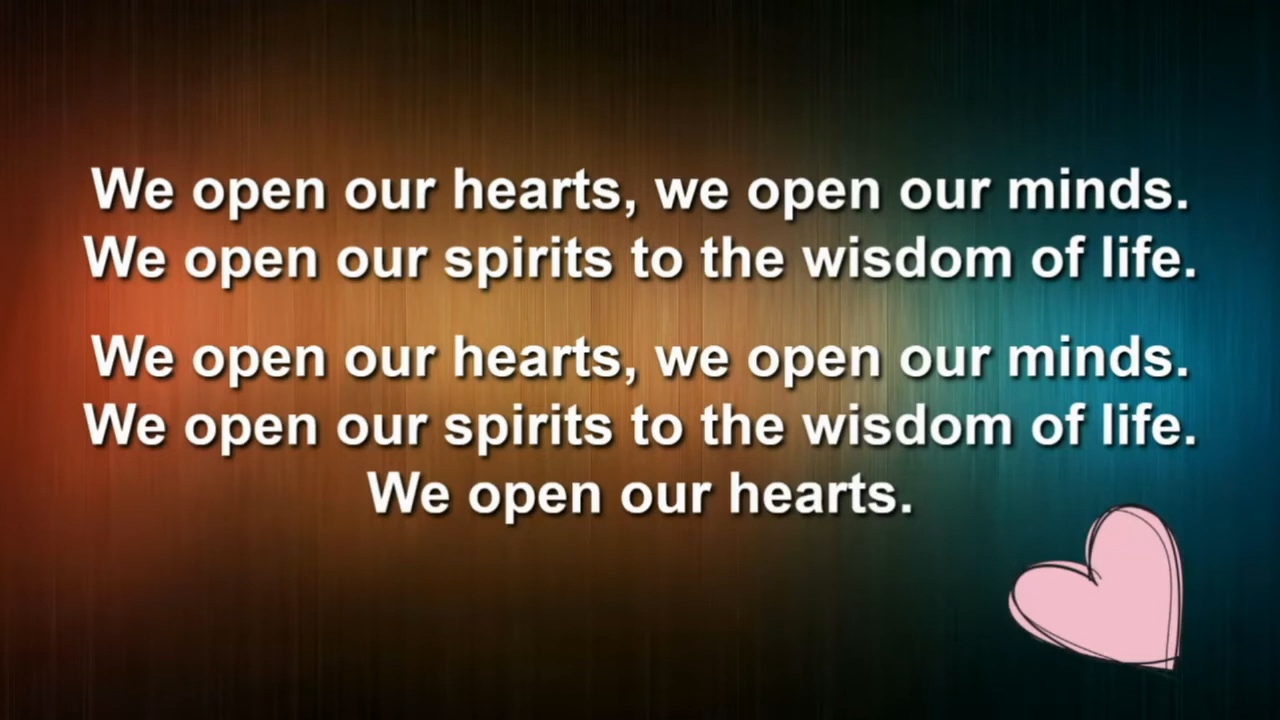 We open our hearts, we open our minds.
We open our spirits to the wisdom of life.
We open our hearts, we open our minds.
We open our spirits to the wisdom of life.
We open our hearts.